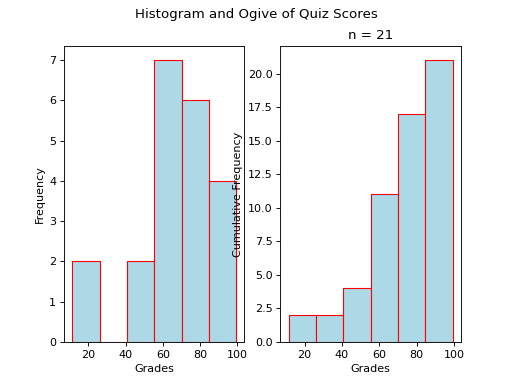 Histogram and Ogive of Quiz Scores
n = 21
7
6
5
4
3
2
1
0
Frequency
20 40 60 80 100
Grades
20.0
17.5
15.0
12.5
10.0
7.5
5.0
2.5
0.0
Cumulative Frequency
20 40 60 80 100
Grades